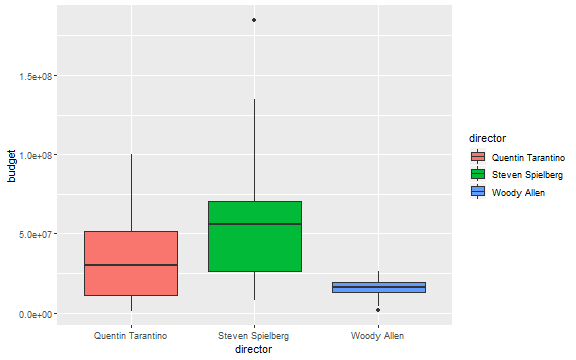 budget
1.5e+08
1.0e+08
5.0e+07
0.0e+00
Quentin Tarantino
Steven Spielberg
Woody Allen
director
director
Quentin Tarantino
Steven Spielberg
Woody Allen